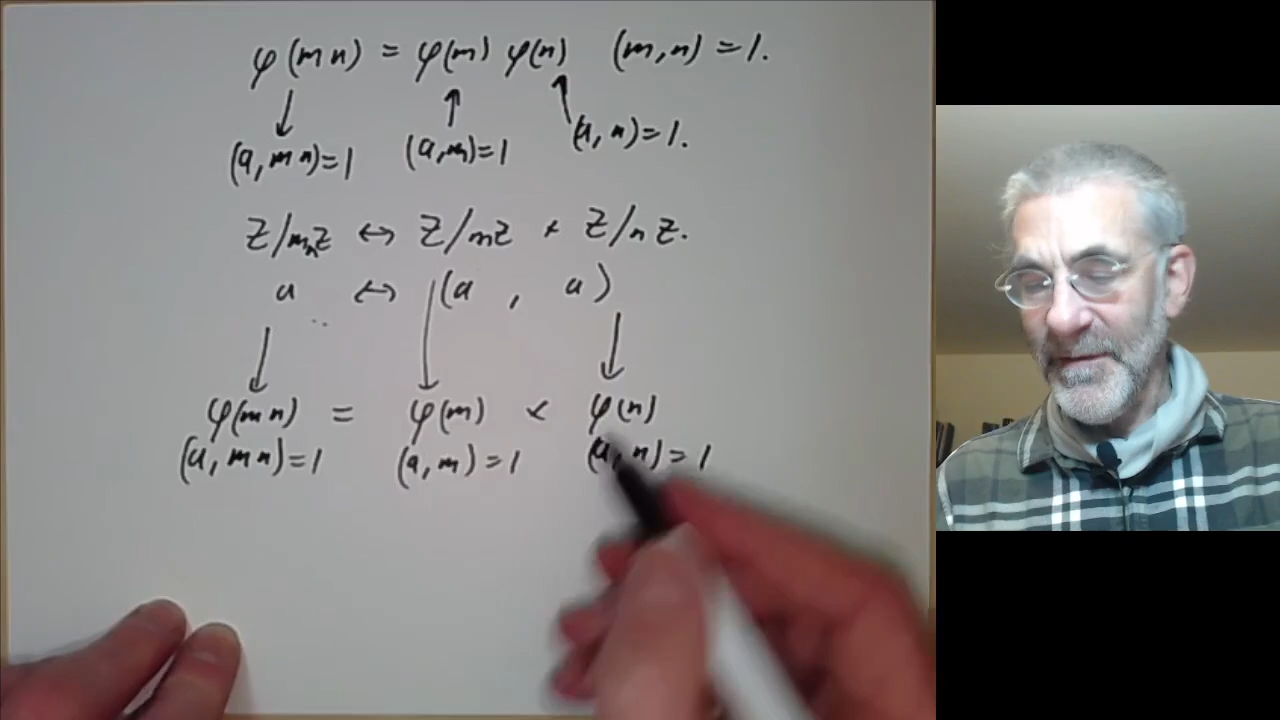 φ(mn) = φ(m) φ(n) (m,n) = 1.
↓ ↑ ↑
(a,mn)=1 (a,m)=1 (a,n)=1.
Z/mnZ ↔ Z/mZ × Z/nZ.
a ↔ (a , a)
↓ ↓ ↓
φ(mn) = φ(m) × φ(n)
(a,mn)=1 (a,m)=1 (a,n)=1